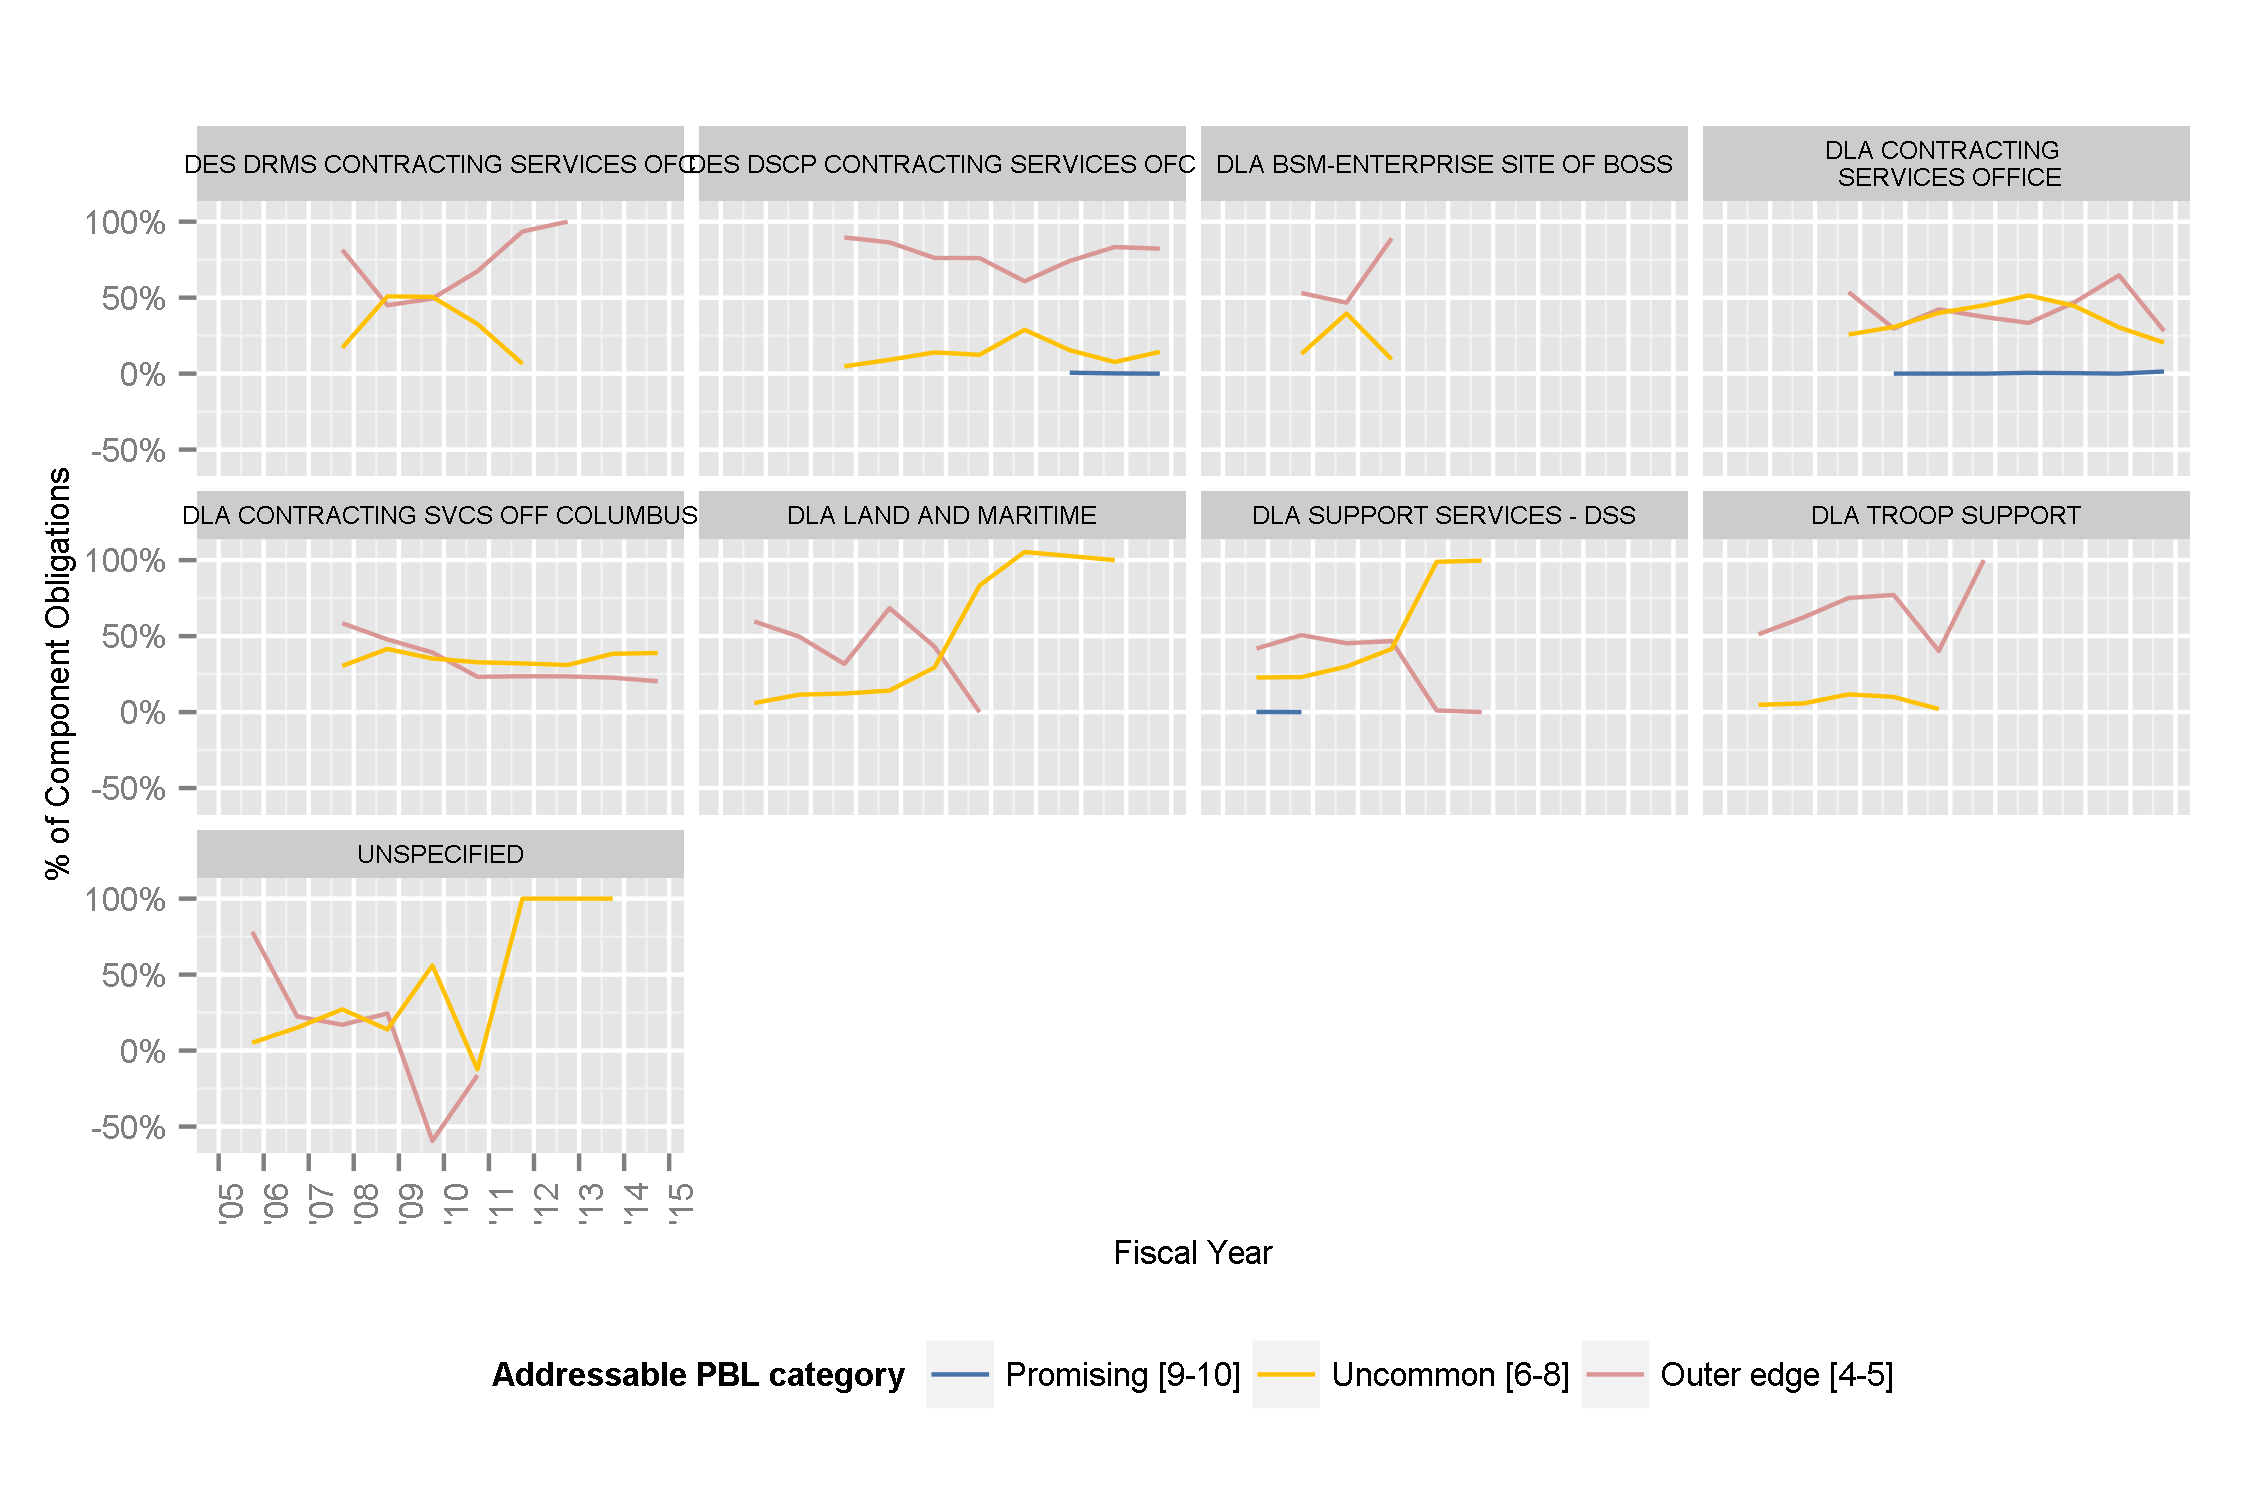 DES DRMS CONTRACTING SERVICES OFC
DES DSCP CONTRACTING SERVICES OFC
DLA BSM-ENTERPRISE SITE OF BOSS
DLA CONTRACTING
SERVICES OFFICE
100%
50%
0%
-50%
DLA CONTRACTING SVCS OFF COLUMBUS
DLA LAND AND MARITIME
DLA SUPPORT SERVICES - DSS
DLA TROOP SUPPORT
100%
50%
0%
-50%
UNSPECIFIED
100%
50%
0%
-50%
% of Component Obligations
'05
'06
'07
'08
'09
'10
'11
'12
'13
'14
'15
Fiscal Year
Addressable PBL category
Promising [9-10]
Uncommon [6-8]
Outer edge [4-5]